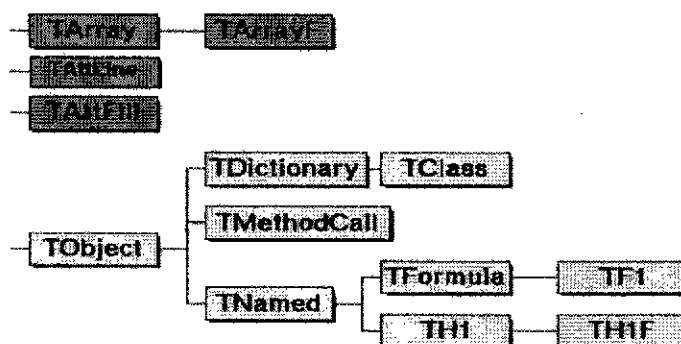 TArray TArrayF
TAttLine
TAttFill
TDictionary TClass
TMethodCall
TObject
TFormula TF1
TNamed
TH1 TH1F